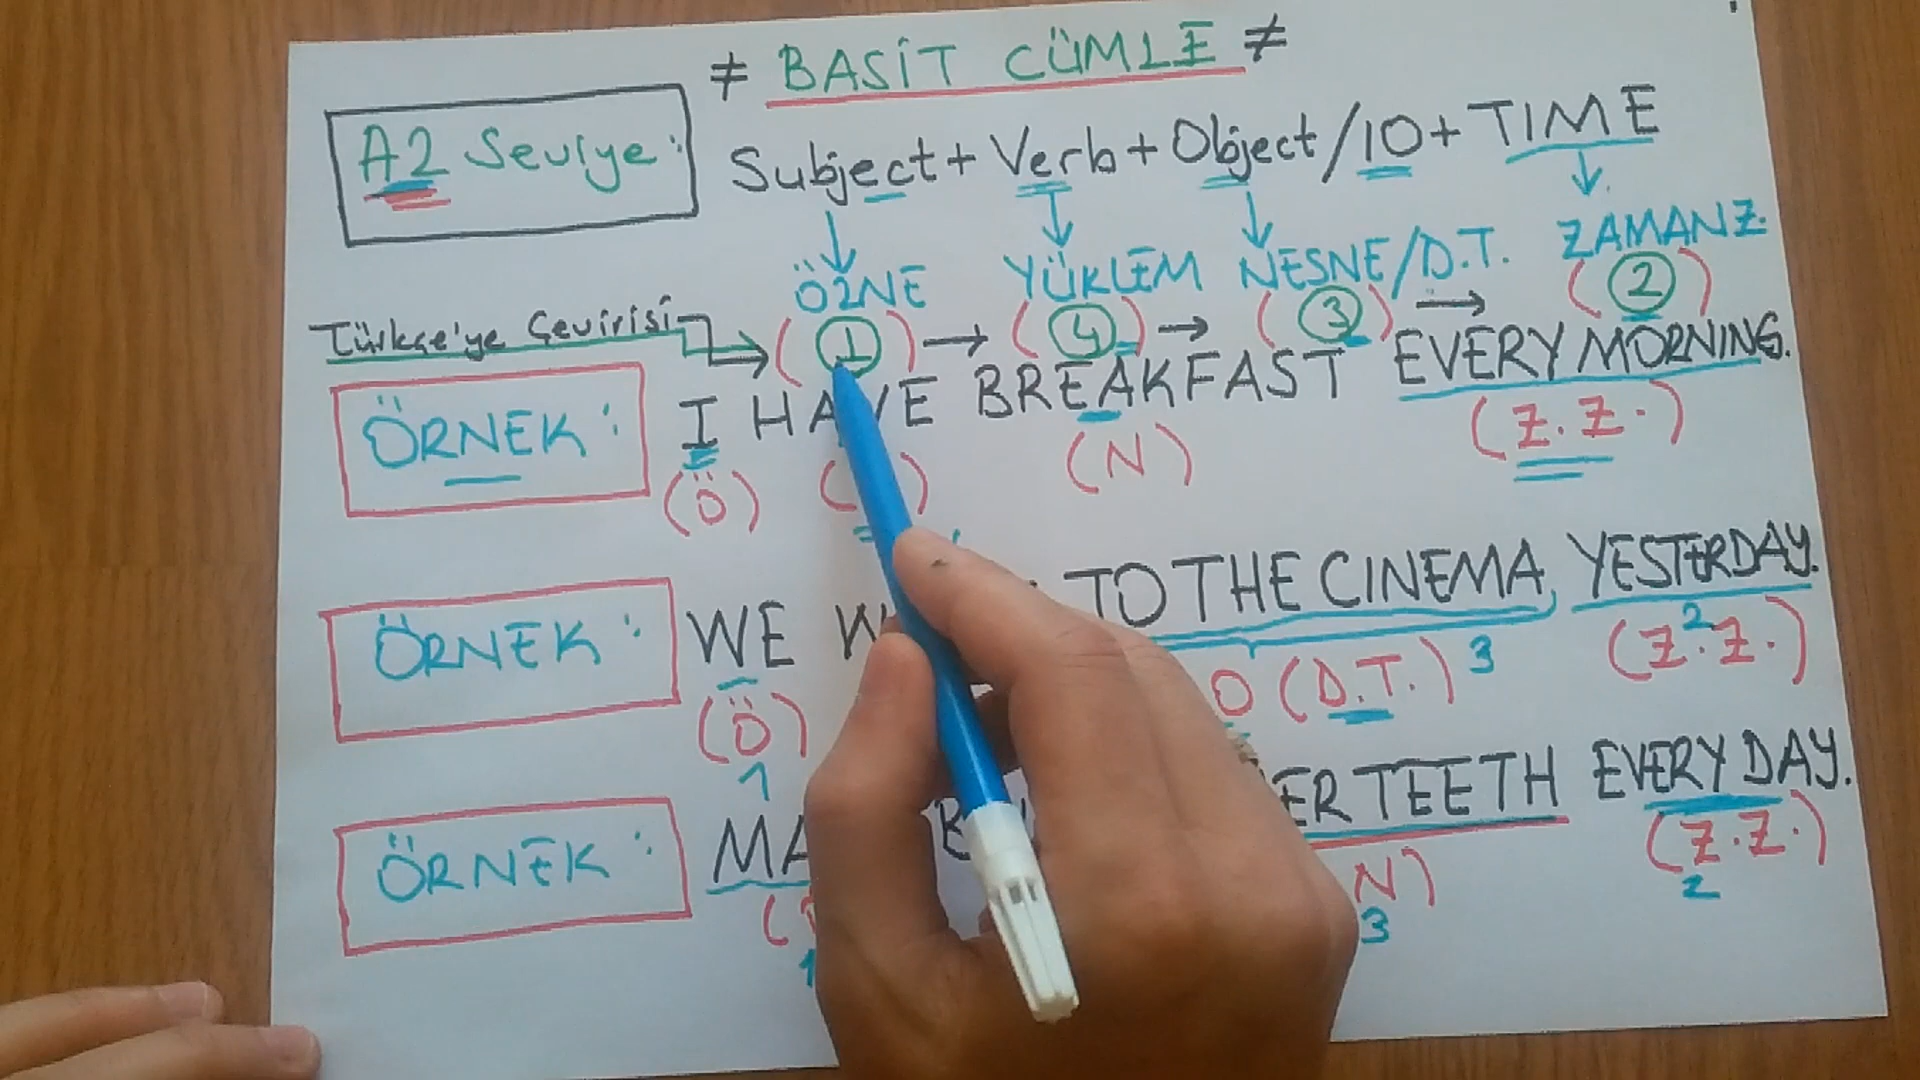 ≠ BASİT CÜMLE ≠
A2 Seviye:
Subject + Verb + Object / IO + TIME
ÖZNE YÜKLEM NESNE/D.T. ZAMANZ.
Türkçe'ye Çevirisi (1) → (4) → (3) → (2)
ÖRNEK: I HAVE BREAKFAST EVERY MORNING.
(Ö) (N) (Z.Z.)
ÖRNEK: WE TO THE CINEMA YESTERDAY.
(Ö) (D.T.) 3 (Z.Z.) 2
1
ÖRNEK: TEETH EVERY DAY.
N) (Z.Z.)
1 3 2